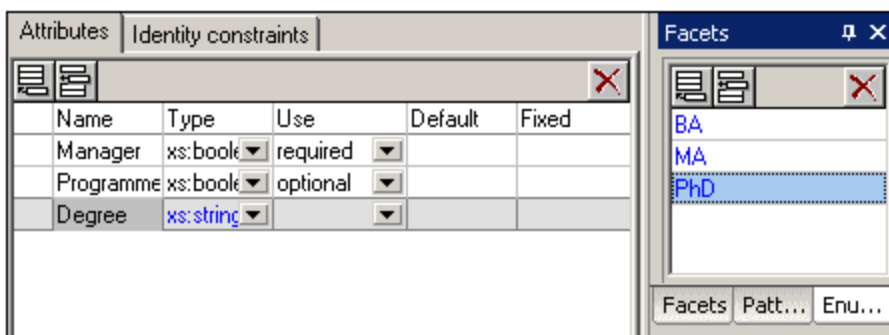 Attributes Identity constraints
Name Type Use Default Fixed
Manager xs:boole required
Programme xs:boole optional
Degree xs:string
Facets
BA
MA
PhD
Facets Patt... Enu...